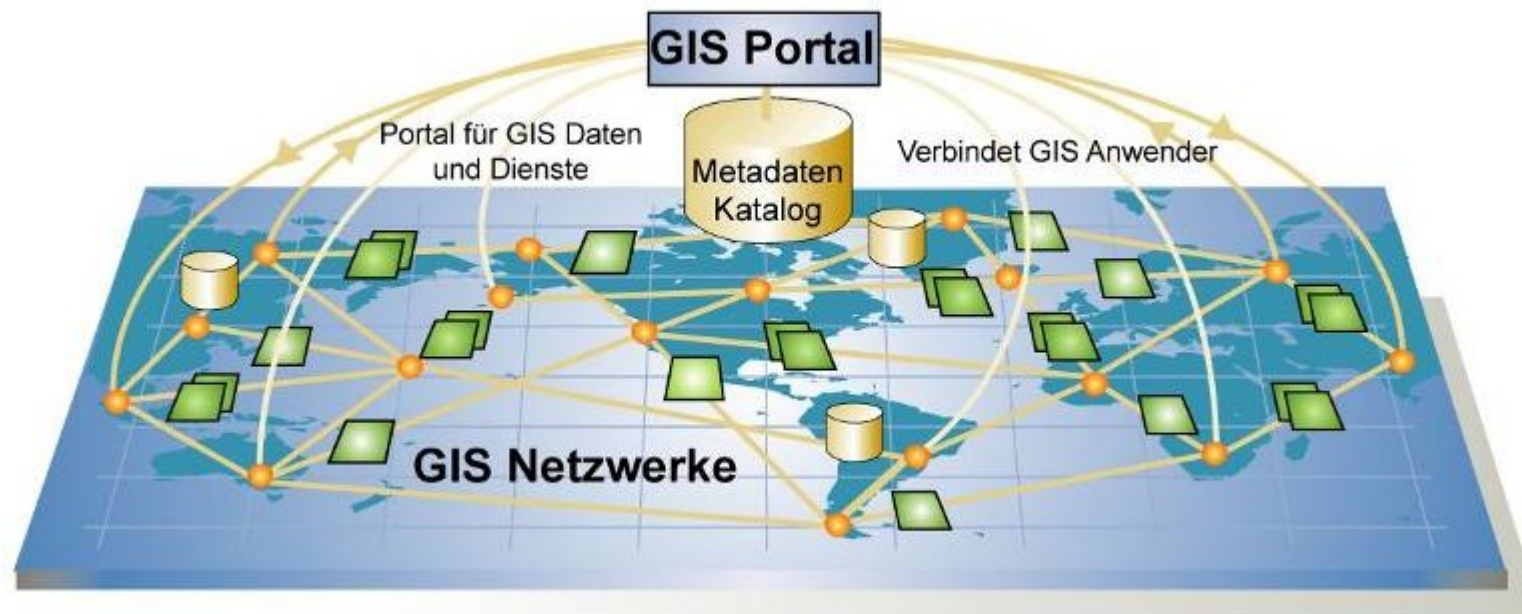 GIS Portal
Portal für GIS Daten
und Dienste
Metadaten
Katalog
Verbindet GIS Anwender
GIS Netzwerke